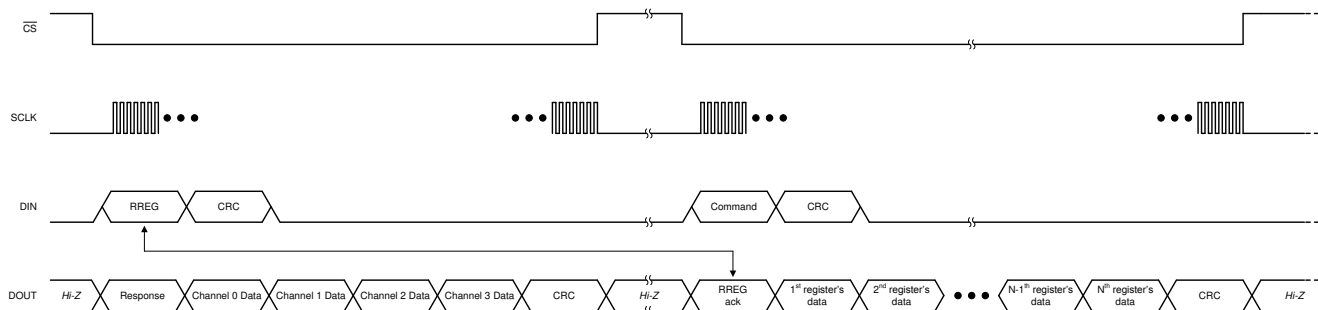 CS
SCLK
DIN
RREG
CRC
Command
CRC
DOUT
Hi-Z
Response
Channel 0 Data
Channel 1 Data
Channel 2 Data
Channel 3 Data
CRC
Hi-Z
RREG
ack
1st register's
data
2nd register's
data
N-1th register's
data
Nth register's
data
CRC
Hi-Z